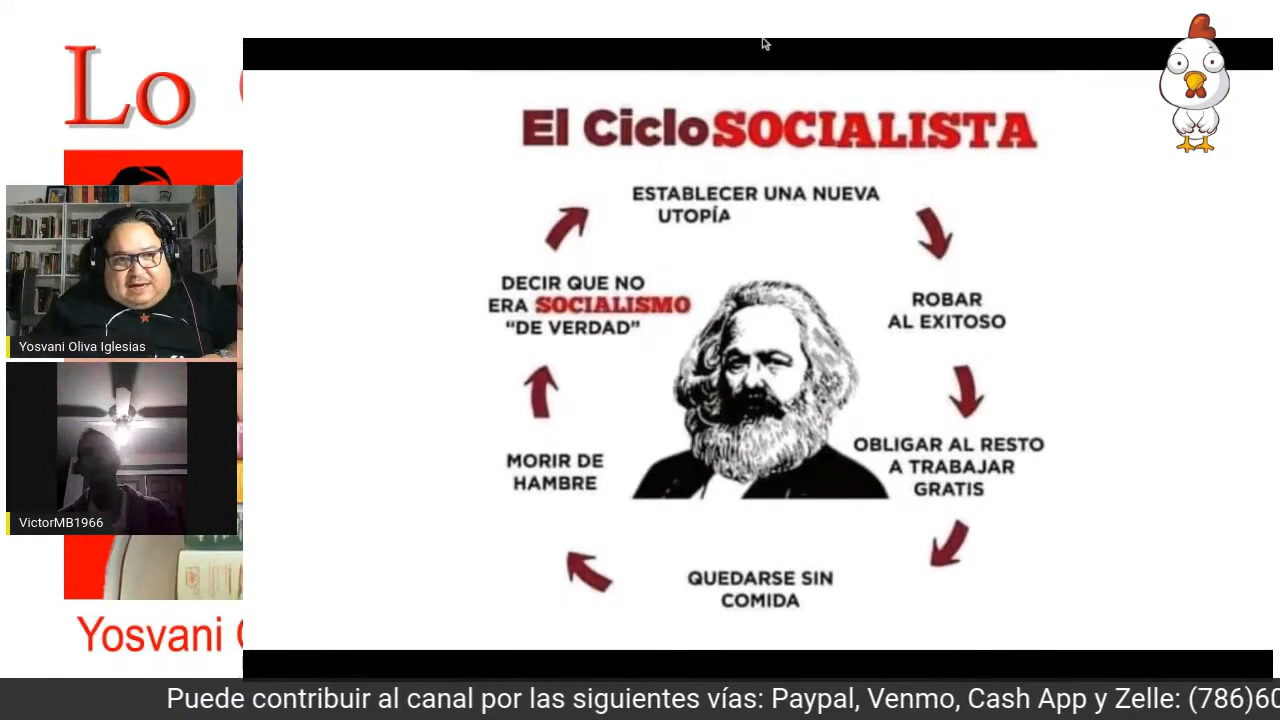 Lo
El Ciclo SOCIALISTA
ESTABLECER UNA NUEVA
UTOPÍA
ROBAR
AL EXITOSO
OBLIGAR AL RESTO
A TRABAJAR
GRATIS
QUEDARSE SIN
COMIDA
MORIR DE
HAMBRE
DECIR QUE NO
ERA SOCIALISMO
“DE VERDAD”
Yosvani Oliva Iglesias
VictorMB1966
Yosvani
Puede contribuir al canal por las siguientes vías: Paypal, Venmo, Cash App y Zelle: (786)60